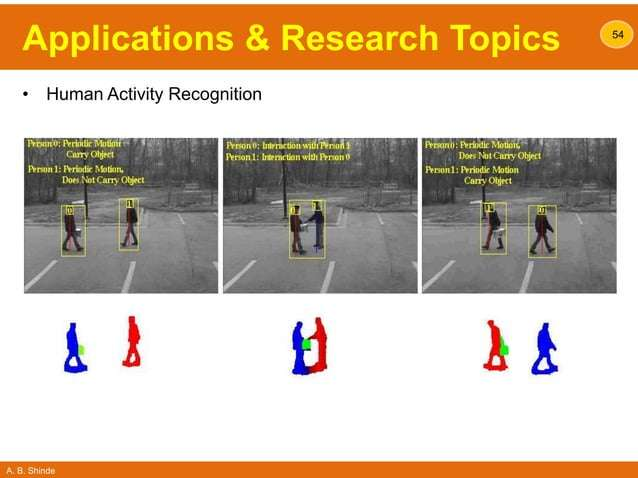 Applications & Research Topics
54
• Human Activity Recognition
Person 0: Periodic Motion
Carry Object
Person 1: Periodic Motion,
Does Not Carry Object
0
1
Person 0: Interaction with Person 1
Person 1: Interaction with Person 0
Person 0: Periodic Motion,
Does Not Carry Object
Person 1: Periodic Motion
Carry Object
1
0
A. B. Shinde